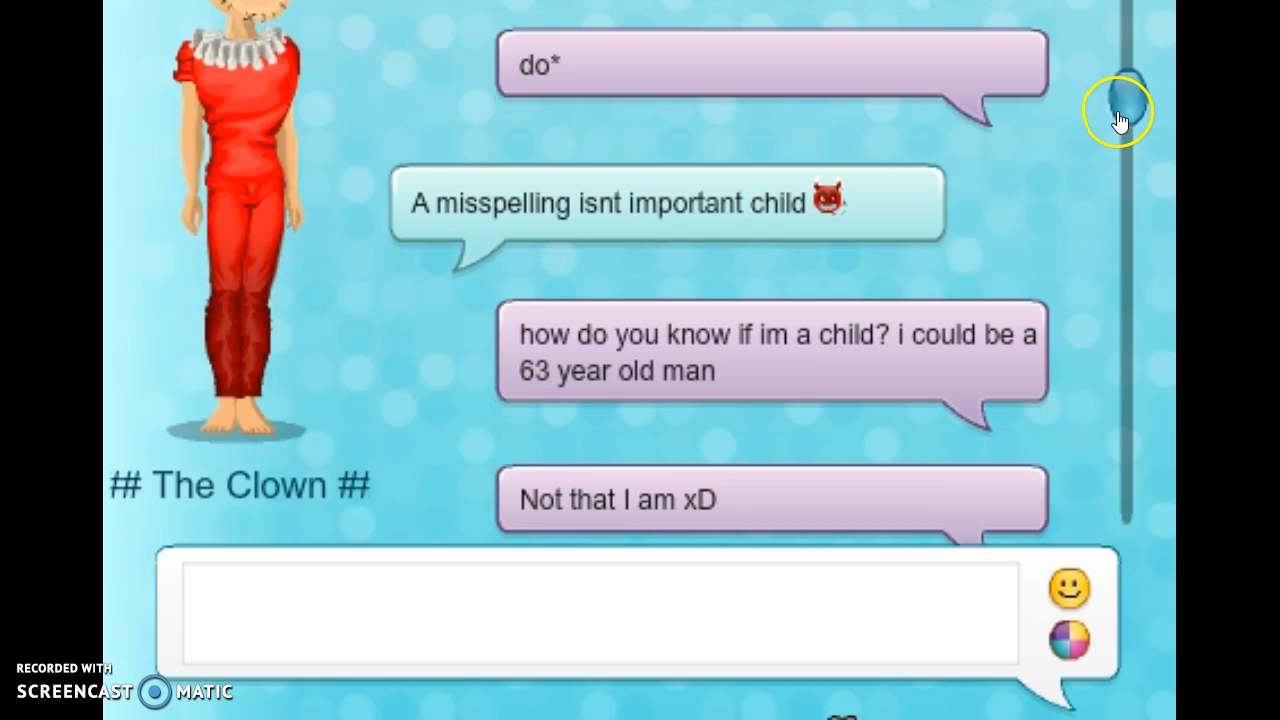 do*
A misspelling isnt important child
how do you know if im a child? i could be a
63 year old man
## The Clown ##
Not that I am xD
RECORDED WITH
SCREENCAST MATIC